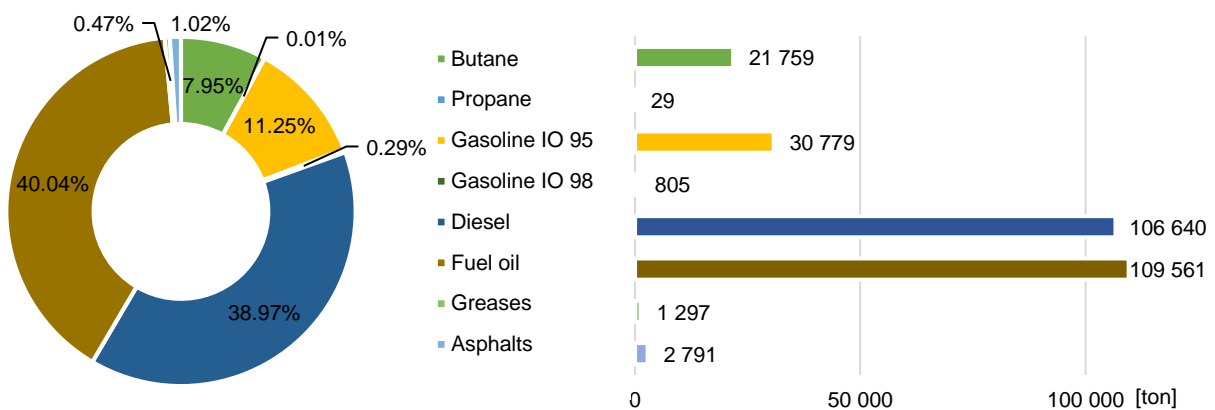 0.47%
1.02%
0.01%
7.95%
11.25%
0.29%
40.04%
38.97%
Butane
Propane
Gasoline IO 95
Gasoline IO 98
Diesel
Fuel oil
Greases
Asphalts
21 759
29
30 779
805
106 640
109 561
1 297
2 791
0
50 000
100 000
[ton]